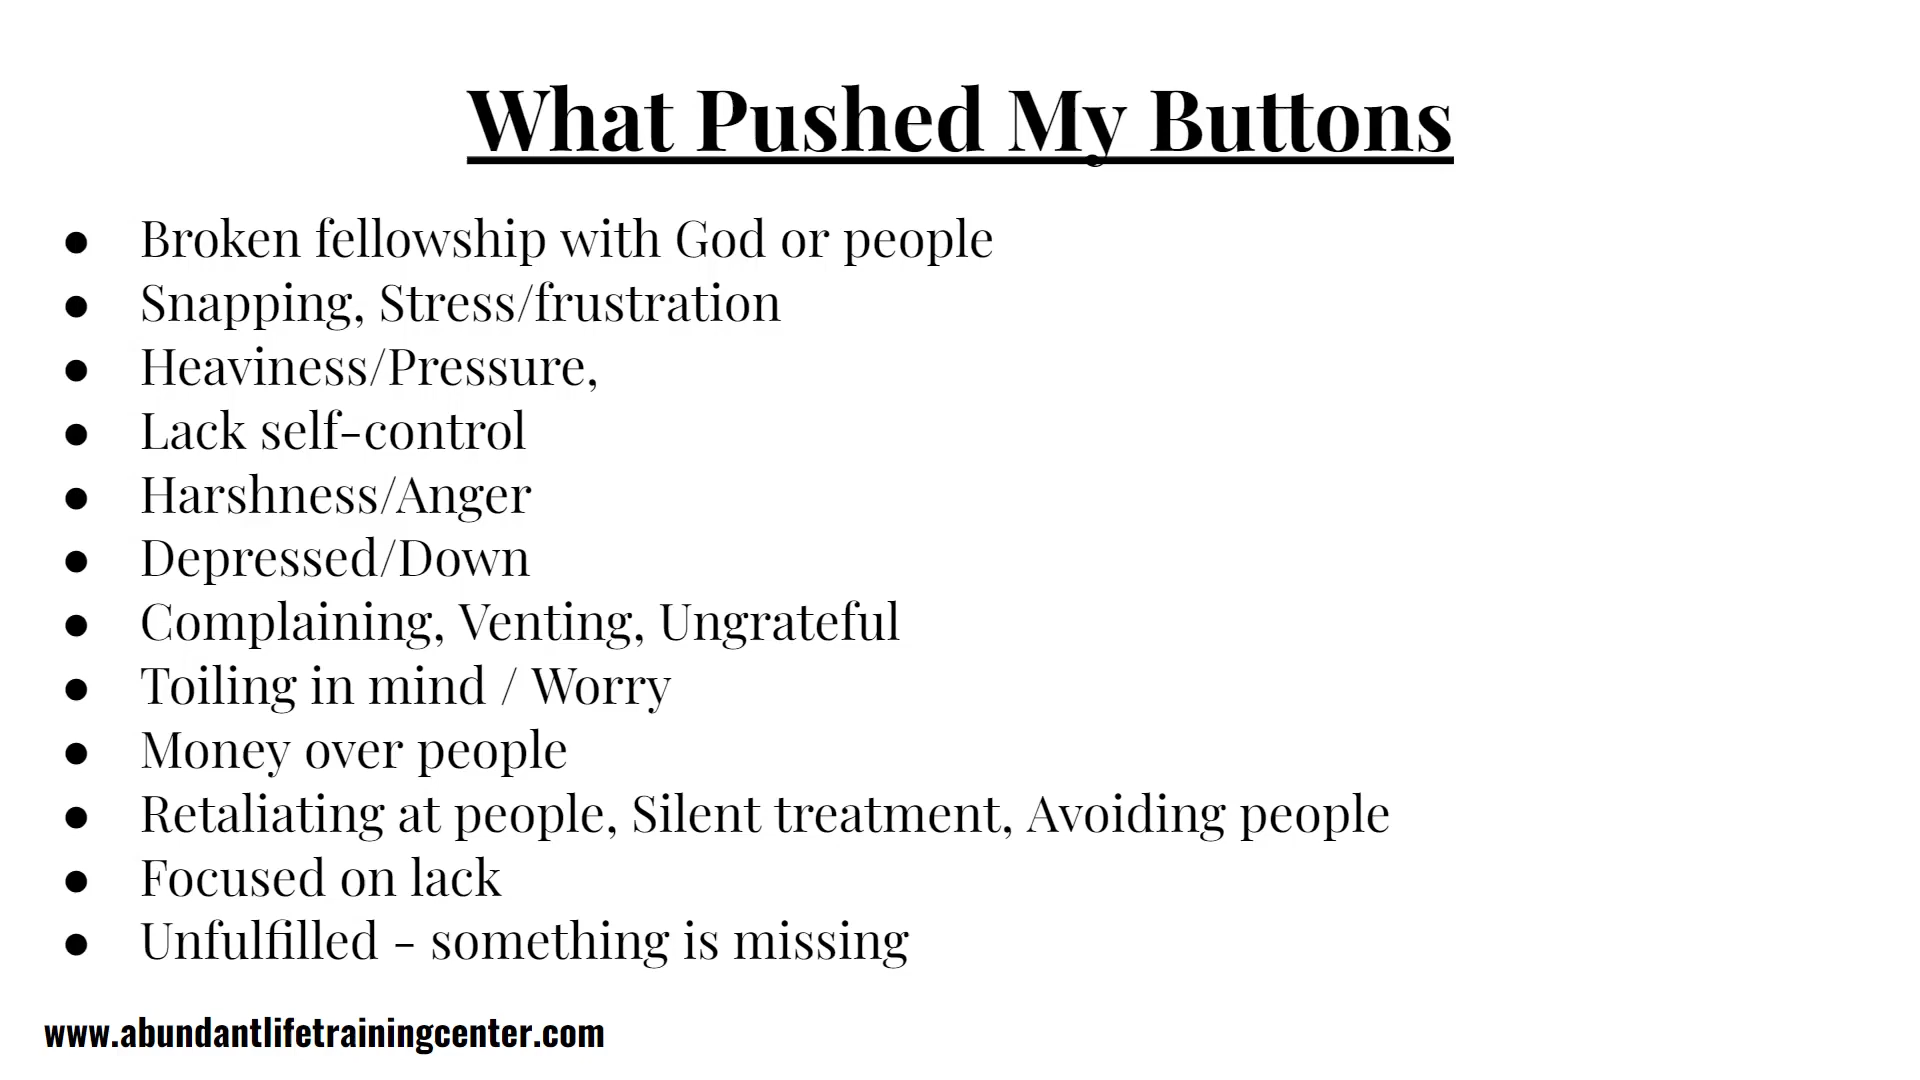 What Pushed My Buttons
● Broken fellowship with God or people
● Snapping, Stress/frustration
● Heaviness/Pressure,
● Lack self-control
● Harshness/Anger
● Depressed/Down
● Complaining, Venting, Ungrateful
● Toiling in mind / Worry
● Money over people
● Retaliating at people, Silent treatment, Avoiding people
● Focused on lack
● Unfulfilled - something is missing
www.abundantlifetrainingcenter.com